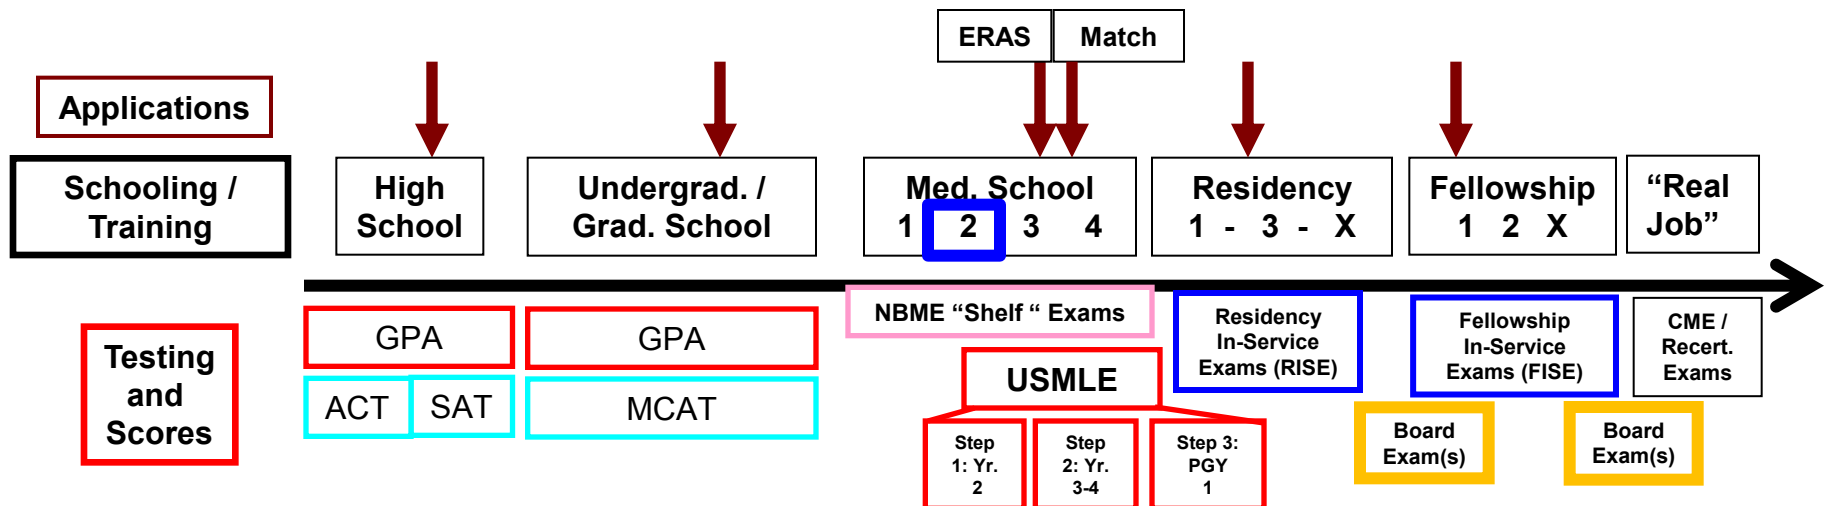 ERAS
Match
Applications
Schooling /
Training
High
School
Undergrad. /
Grad. School
Med. School
1 2 3 4
Residency
1 - 3 - X
Fellowship
1 2 X
“Real
Job”
Testing
and
Scores
GPA
ACT
SAT
GPA
MCAT
NBME “Shelf “ Exams
USMLE
Step
1: Yr.
2
Step
2: Yr.
3-4
Step 3:
PGY
1
Residency
In-Service
Exams (RISE)
Board
Exam(s)
Fellowship
In-Service
Exams (FISE)
Board
Exam(s)
CME /
Recert.
Exams